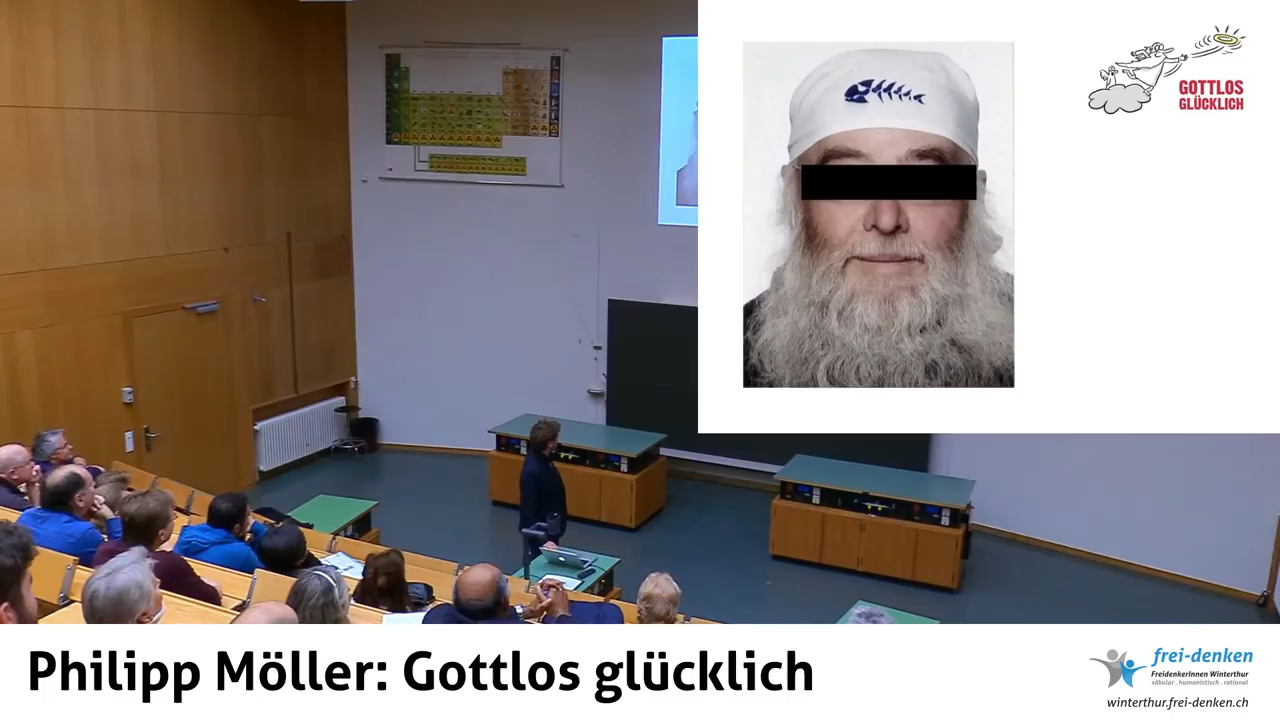 GOTTLOS
GLÜCKLICH
Philipp Möller: Gottlos glücklich
frei-denken
FreidenkerInnen Winterthur
säkular . humanistisch . rational
winterthur.frei-denken.ch